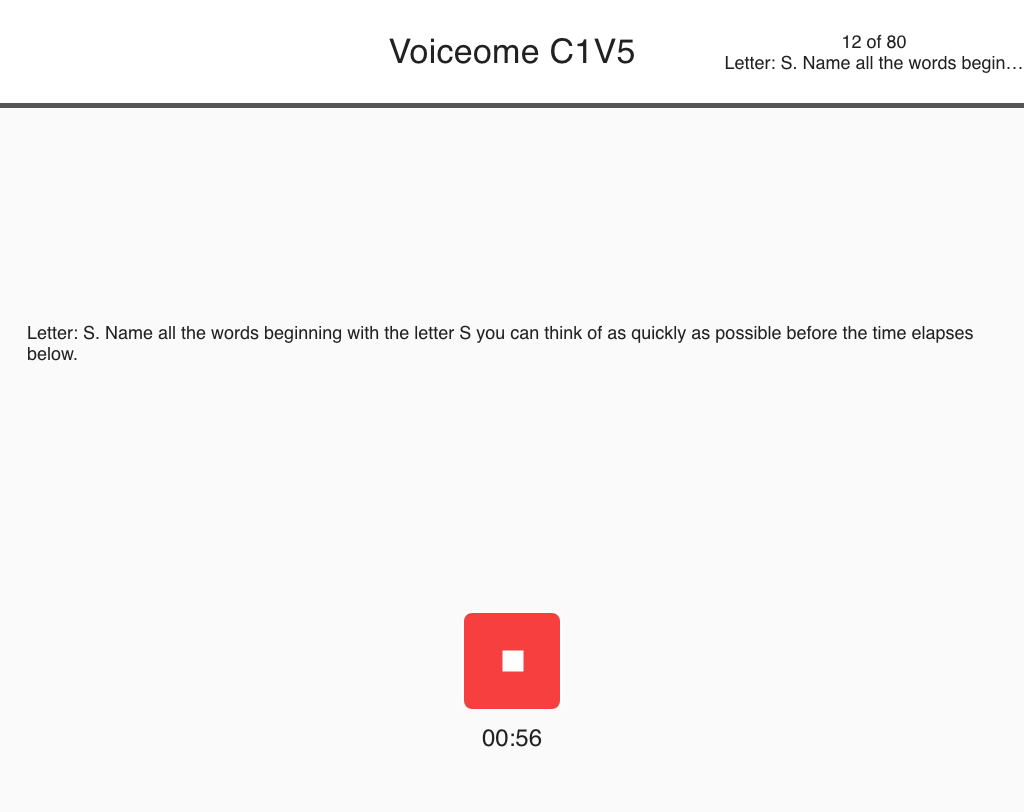 Voiceome C1V5
12 of 80
Letter: S. Name all the words begin…
Letter: S. Name all the words beginning with the letter S you can think of as quickly as possible before the time elapses
below.
00:56